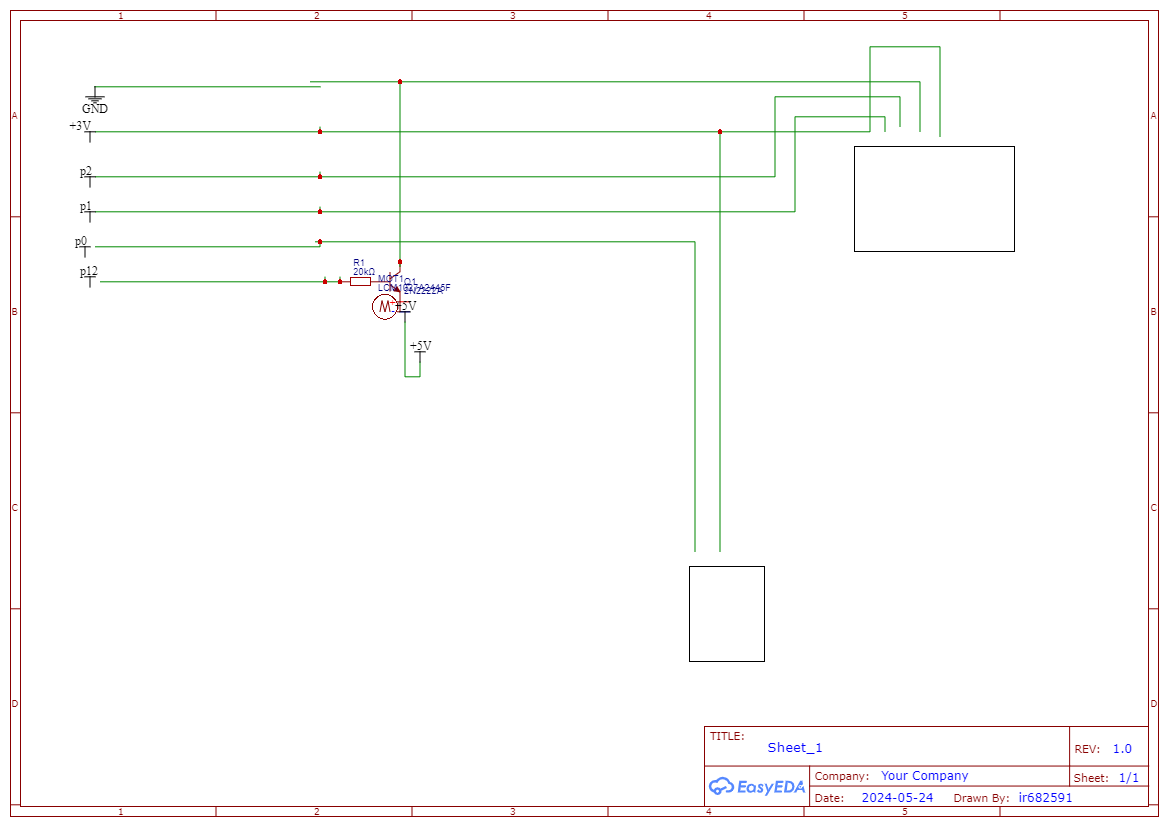 1 2 3 4 5
A A
GND
+3V
p2
p1
p0
p12
R1
20kΩ
MOT1
Q1
2N2222A
M
+5V
+5V
B B
C C
D D
TITLE:
Sheet_1
REV: 1.0
EasyEDA
Company: Your Company
Sheet: 1/1
Date: 2024-05-24 Drawn By: ir682591
1 2 3 4 5